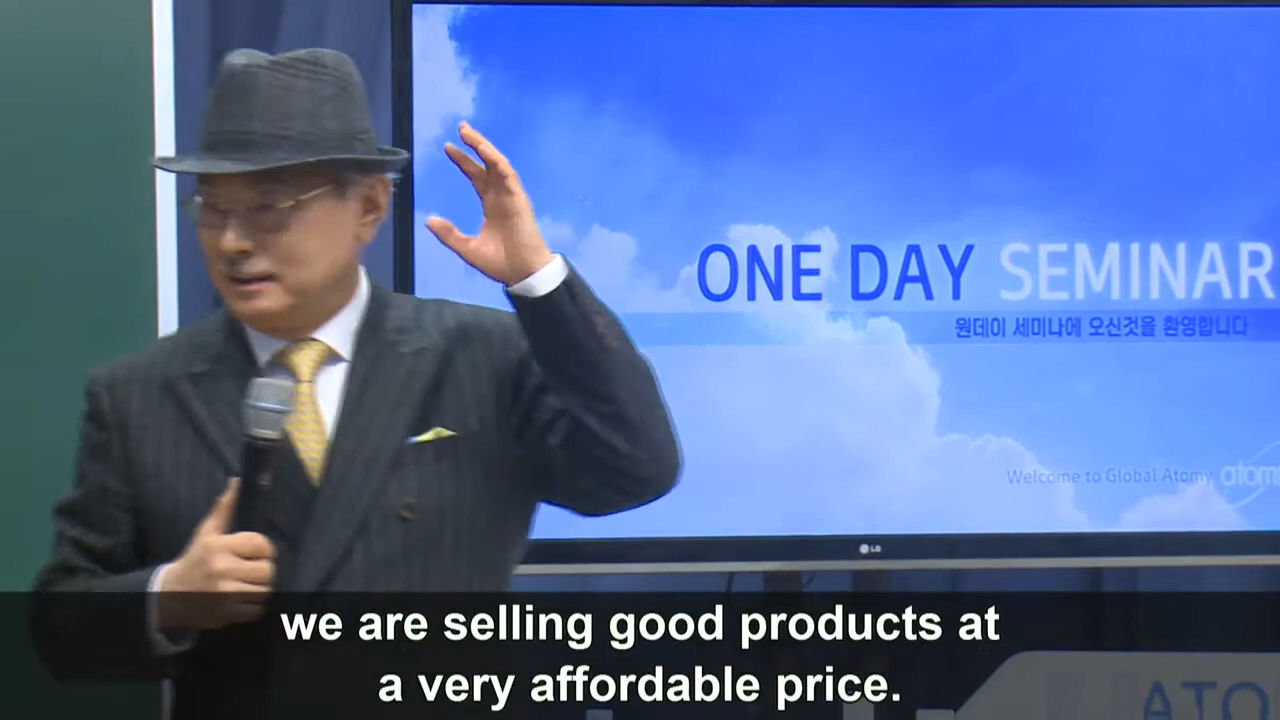 ONE DAY SEMINAR
원데이 세미나에 오신것을 환영합니다
Welcome to Global Atomy
LG
we are selling good products at
a very affordable price.